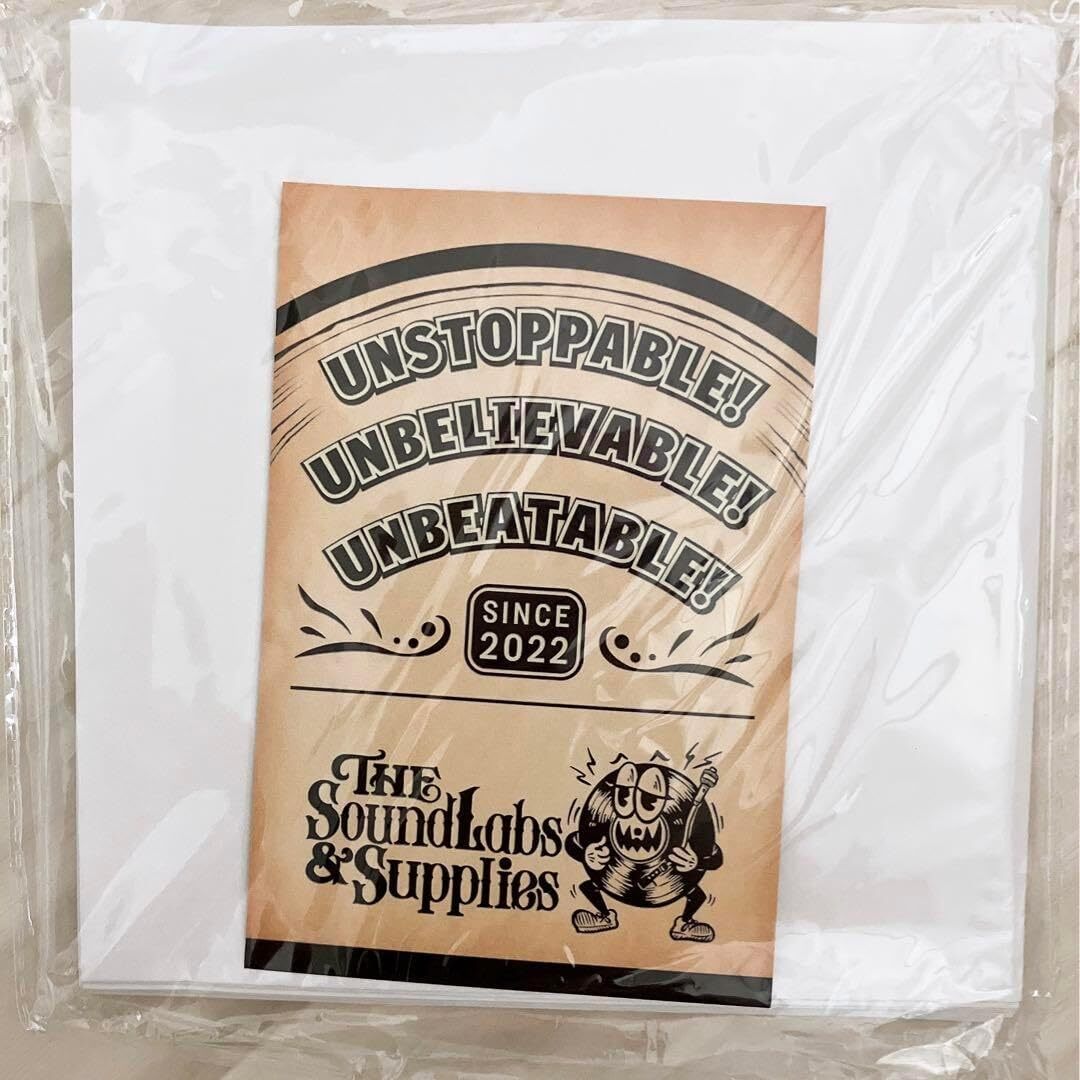 UNSTOPPABLE!
UNBELIEVABLE!
UNBEATABLE!!
SINCE
2022
THE
SoundLabs
& Supplies